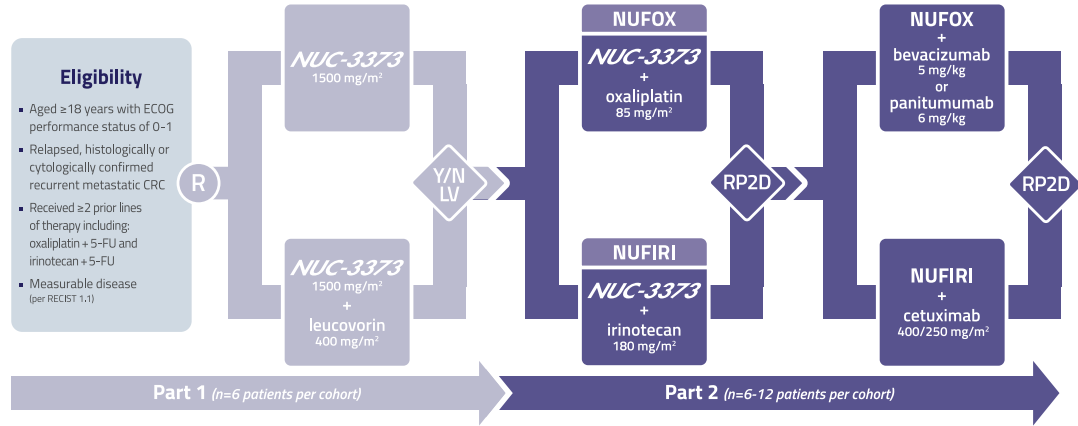 Eligibility
▪ Aged ≥18 years with ECOG
performance status of 0-1
▪ Relapsed, histologically or
cytologically confirmed
recurrent metastatic CRC
▪ Received ≥2 prior lines
of therapy including:
oxaliplatin + 5-FU and
irinotecan + 5-FU
▪ Measurable disease
(per RECIST 1.1)
R
NUC-3373
1500 mg/m²
NUC-3373
1500 mg/m²
+
leucovorin
400 mg/m²
Y/N
LV
NUFOX
NUC-3373
+
oxaliplatin
85 mg/m²
NUFIRI
NUC-3373
+
irinotecan
180 mg/m²
RP2D
NUFOX
+
bevacizumab
5 mg/kg
or
panitumumab
6 mg/kg
NUFIRI
+
cetuximab
400/250 mg/m²
RP2D
Part 1 (n=6 patients per cohort)
Part 2 (n=6-12 patients per cohort)